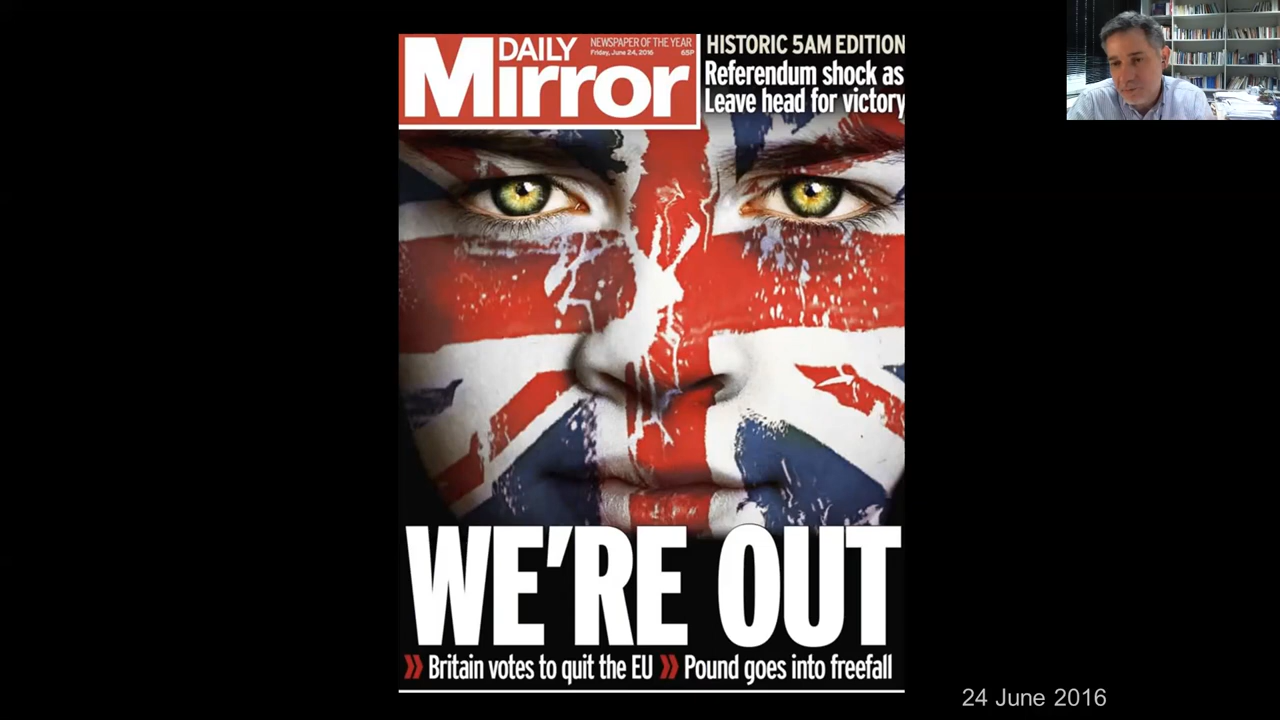 DAILY
Mirror
NEWSPAPER OF THE YEAR
Friday, June 24, 2016 65P
HISTORIC 5AM EDITION
Referendum shock as
Leave head for victory
WE'RE OUT
» Britain votes to quit the EU » Pound goes into freefall
24 June 2016